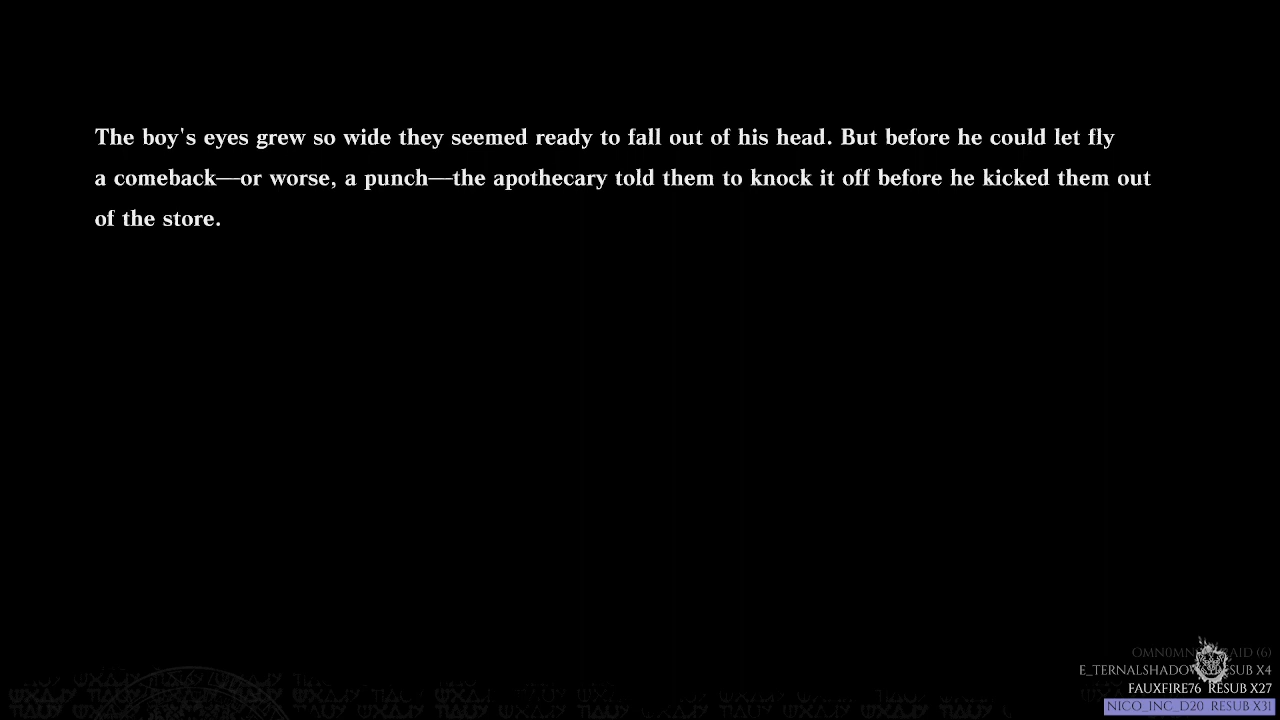 The boy's eyes grew so wide they seemed ready to fall out of his head. But before he could let fly
a comeback—or worse, a punch—the apothecary told them to knock it off before he kicked them out
of the store.
RESUB X4
FAUXFIRE76 RESUB X27
NICO_INC_D20 RESUB X31